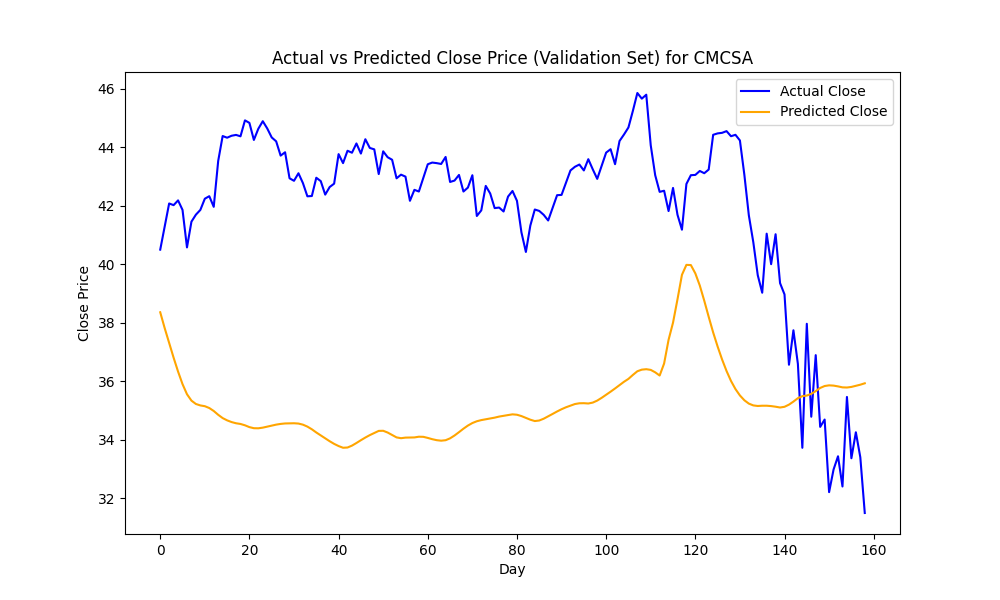 Actual vs Predicted Close Price (Validation Set) for CMCSA
Actual Close
Predicted Close
Close Price
46
44
42
40
38
36
34
32
0 20 40 60 80 100 120 140 160
Day